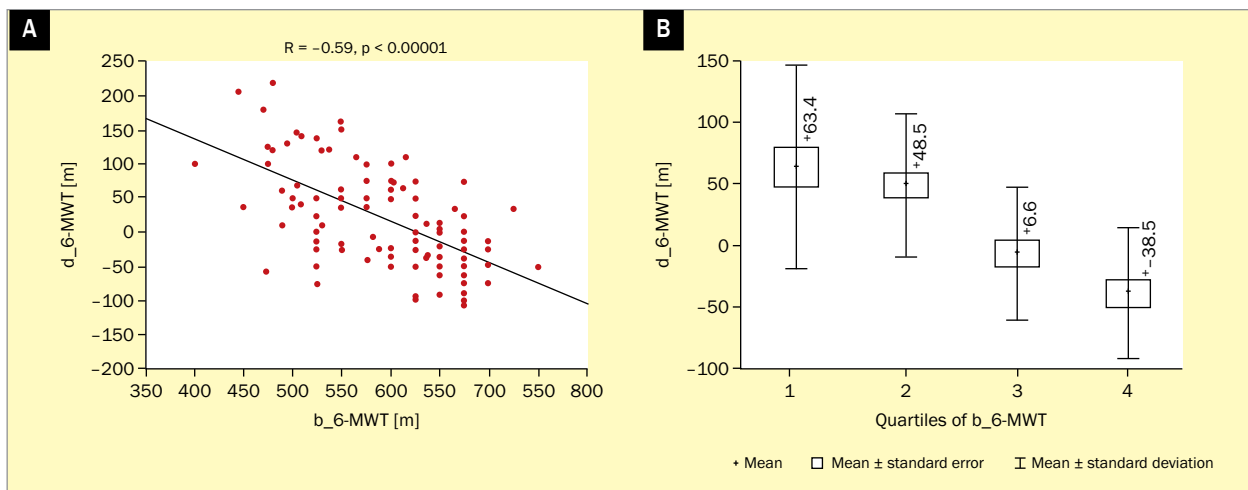 A
R = –0.59, p < 0.00001
d_6-MWT [m]
250
200
150
100
50
0
–50
–100
–150
–200
350 400 450 500 550 600 550 700 550 800
b_6-MWT [m]
B
d_6-MWT [m]
150
100
50
0
–50
–100
+63.4
+48.5
+6.6
+–38.5
1 2 3 4
Quartiles of b_6-MWT
+ Mean
Mean ± standard error
Mean ± standard deviation